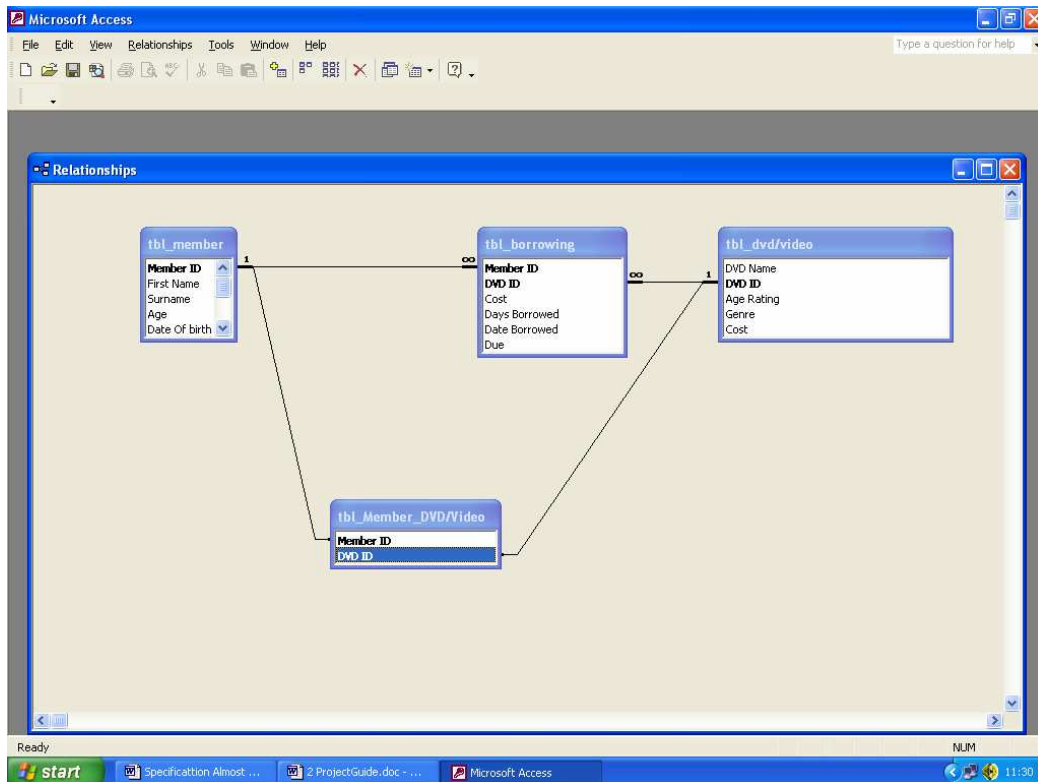 Microsoft Access
File Edit View Relationships Tools Window Help
Type a question for help
Relationships
tbl_member
Member ID
First Name
Surname
Age
Date Of birth
1
∞
tbl_borrowing
Member ID
DVD ID
Cost
Days Borrowed
Date Borrowed
Due
∞
1
tbl_dvd/video
DVD Name
DVD ID
Age Rating
Genre
Cost
tbl_Member_DVD/Video
Member ID
DVD ID
Ready
NUM
start
Specificattion Almost ...
2 ProjectGuide.doc - ...
Microsoft Access
11:30